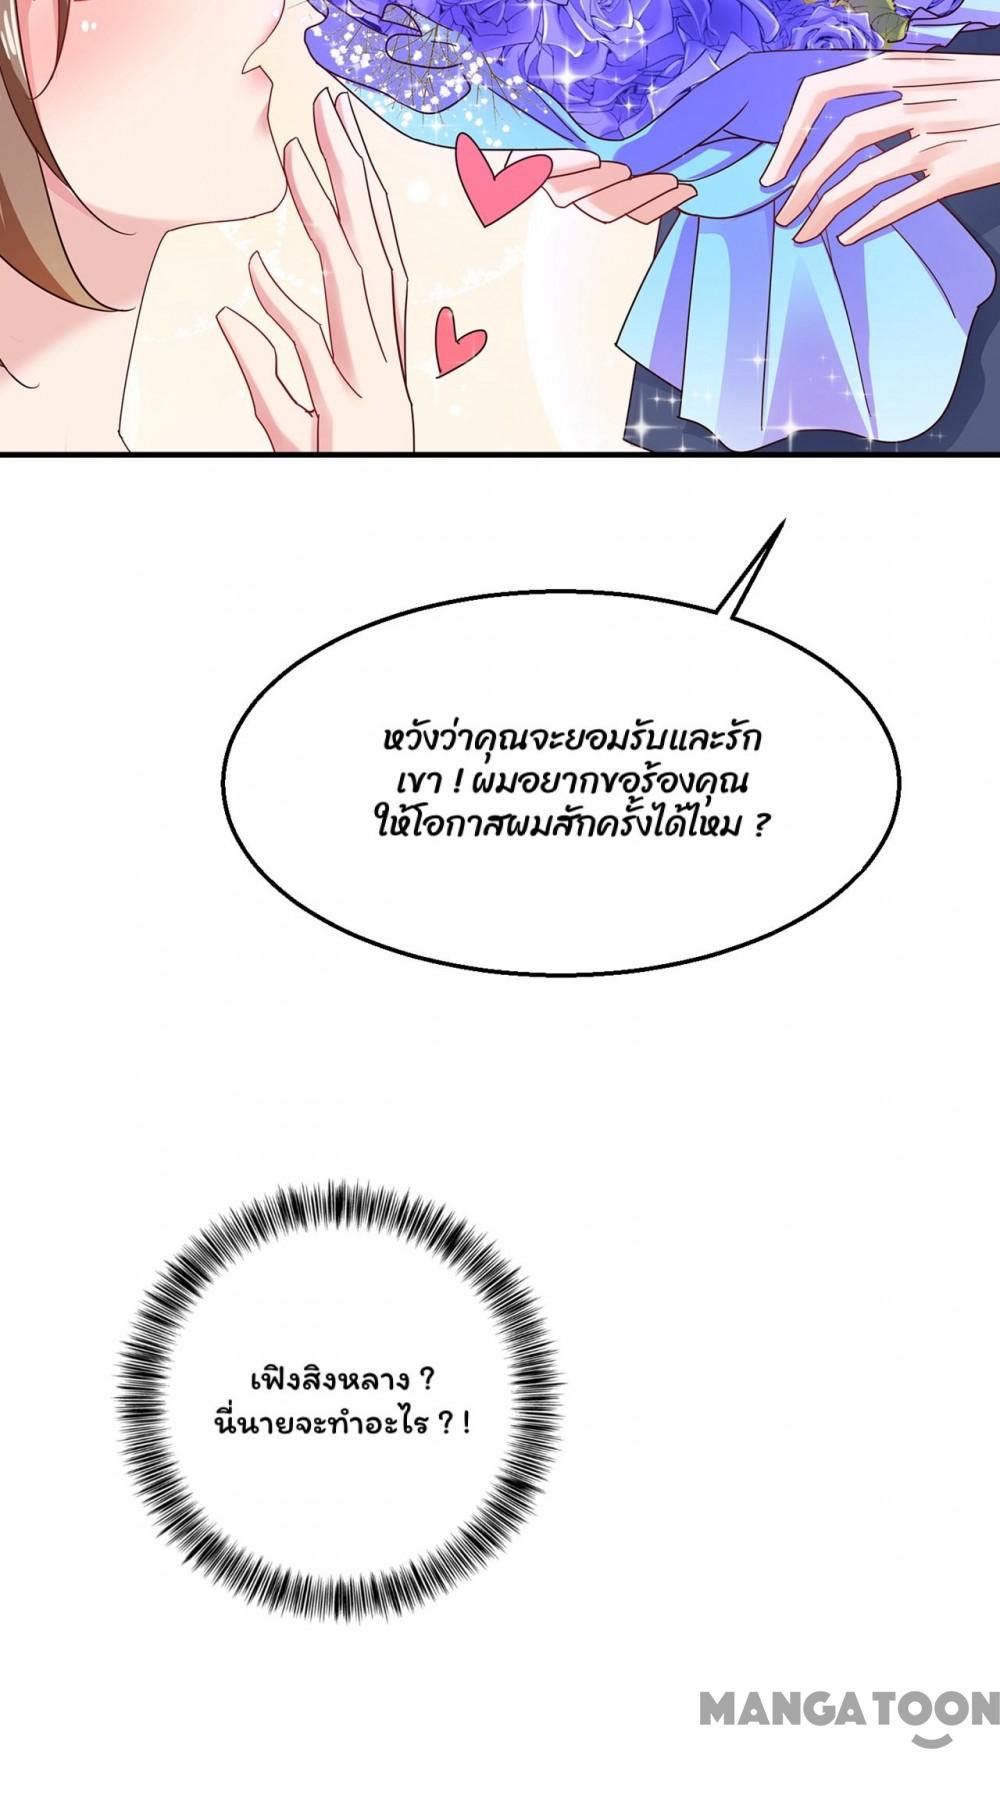 หวังว่าคุณจะยอมรับและรัก
เขา ! ผมอยากขอร้องคุณ
ให้โอกาสผมสักครั้งได้ไหม ?
เฟิงสิงหลาง ?
นี่นายจะทำอะไร ? !
MANGATOON